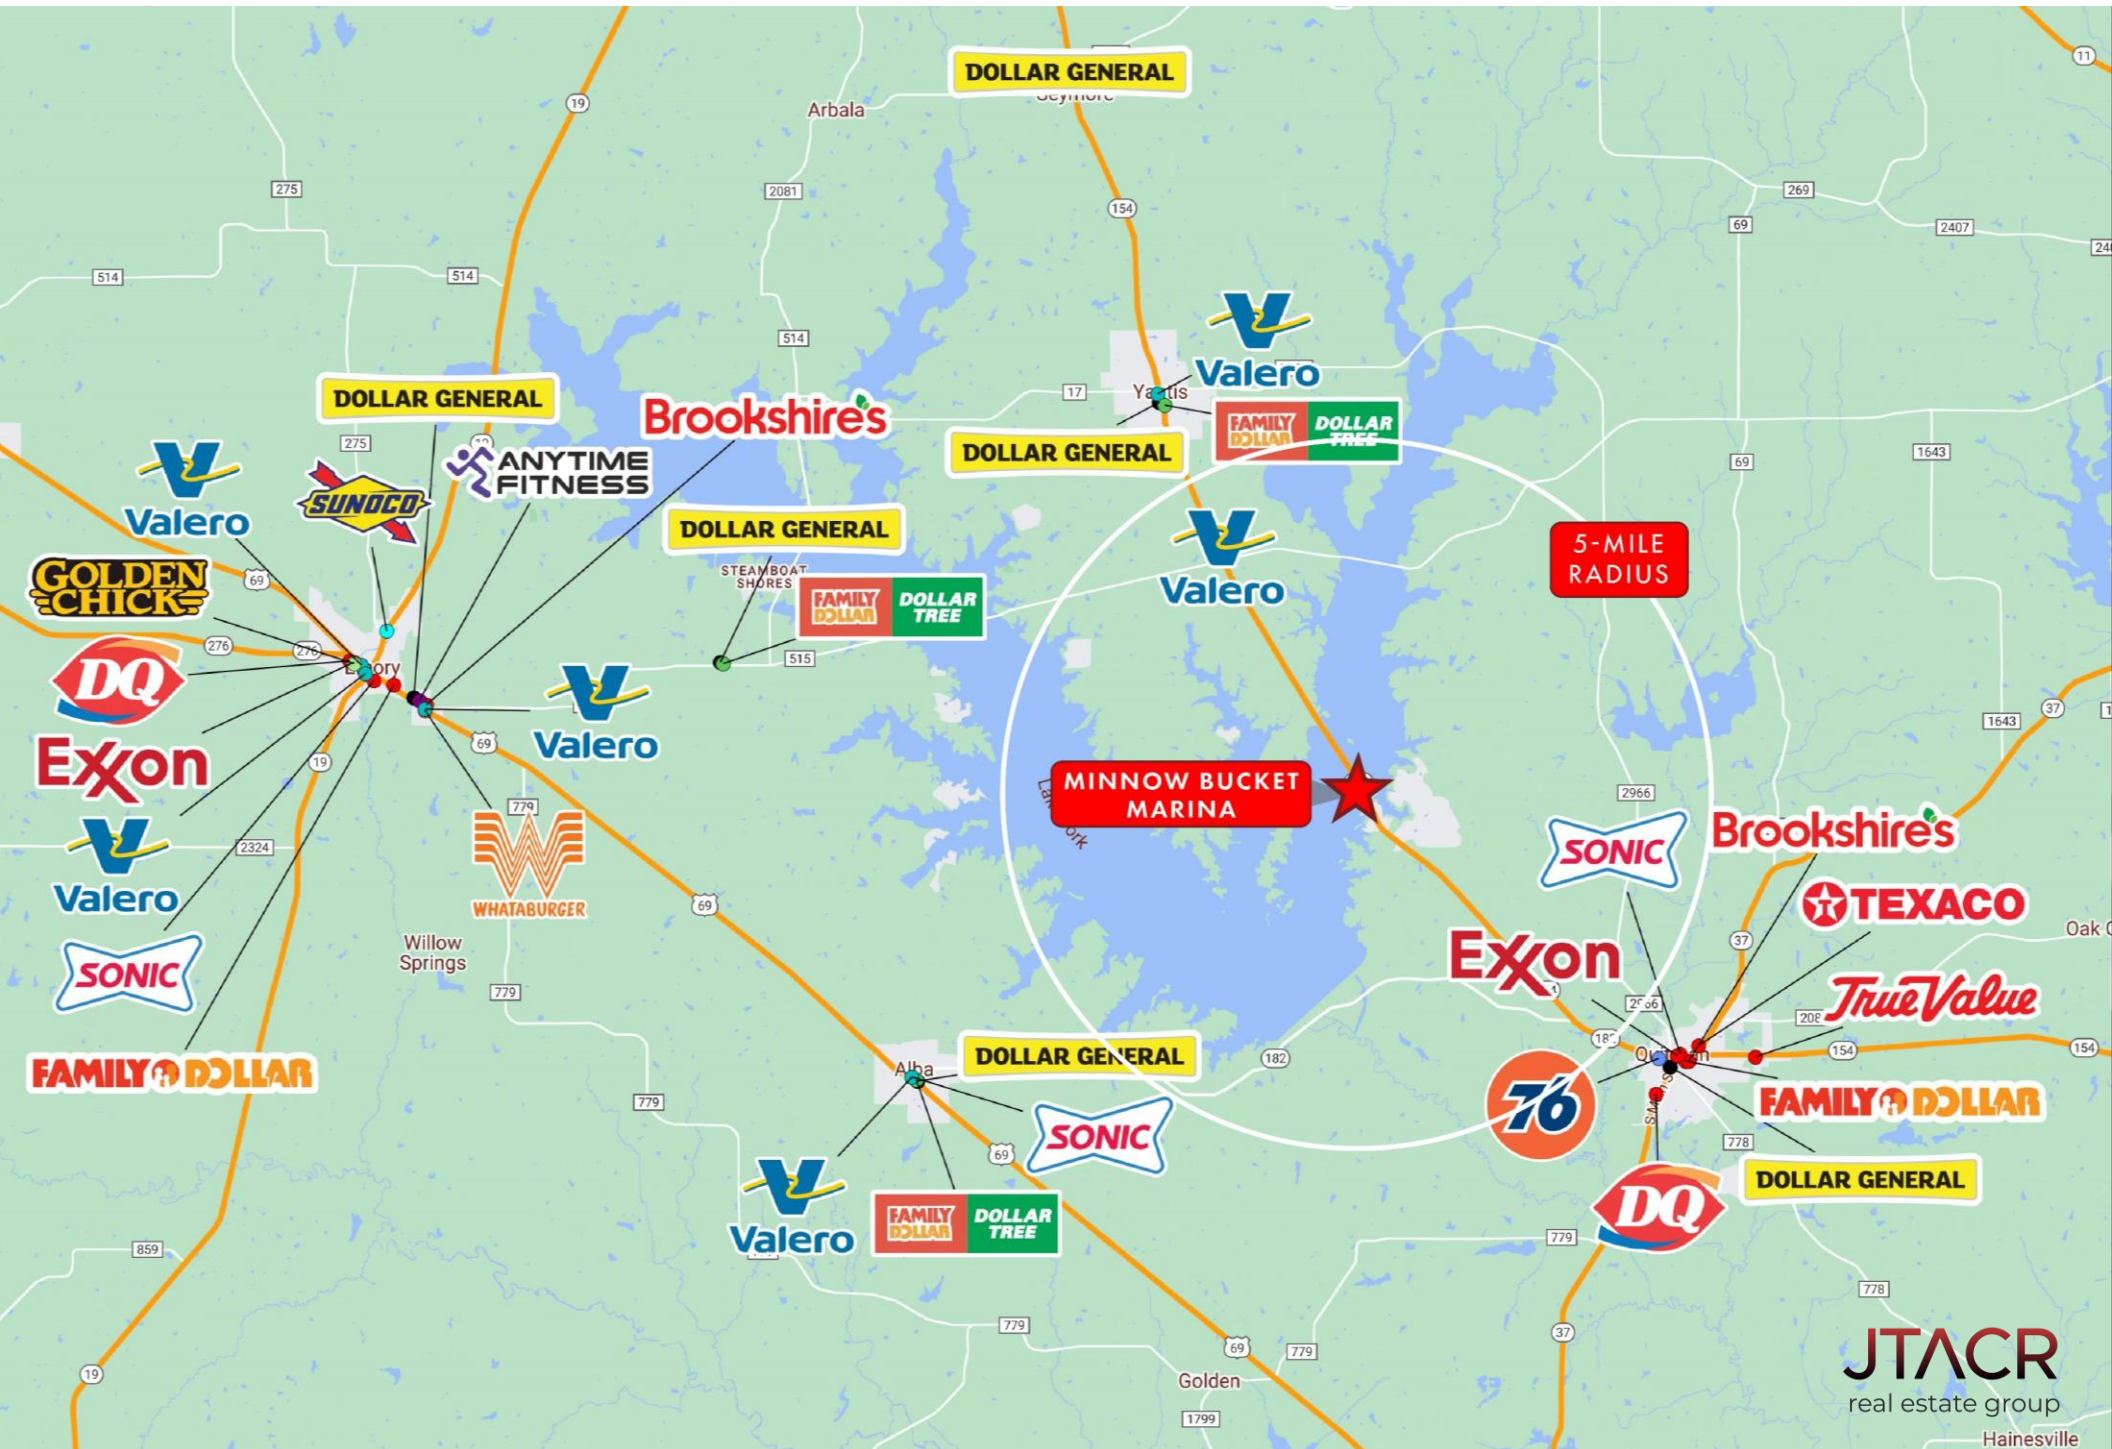 DOLLAR GENERAL
11
19
Arbala
275
2081
269
154
69
2407
514
514
514
Valero
17
DOLLAR GENERAL
275
Brookshire's
FAMILY DOLLAR
DOLLAR TREE
DOLLAR GENERAL
1643
69
Valero
SUNOCO
ANYTIME
FITNESS
DOLLAR GENERAL
Valero
5-MILE
RADIUS
STEAMBOAT
SHORES
GOLDEN
CHICK
69
FAMILY DOLLAR
DOLLAR TREE
276
276
515
DQ
Valero
37
1643
69
Exxon
19
MINNOW BUCKET
MARINA
779
2966
SONIC
Brookshire's
Valero
2324
WHATABURGER
69
TEXACO
Willow
Springs
37
Exxon
SONIC
779
True Value
FAMILY DOLLAR
DOLLAR GENERAL
182
Alba
154
154
76
FAMILY DOLLAR
779
SONIC
69
778
Valero
FAMILY DOLLAR
DOLLAR TREE
DQ
DOLLAR GENERAL
859
779
778
779
37
69
779
19
Golden
1799
JTACR
real estate group
Hainesville